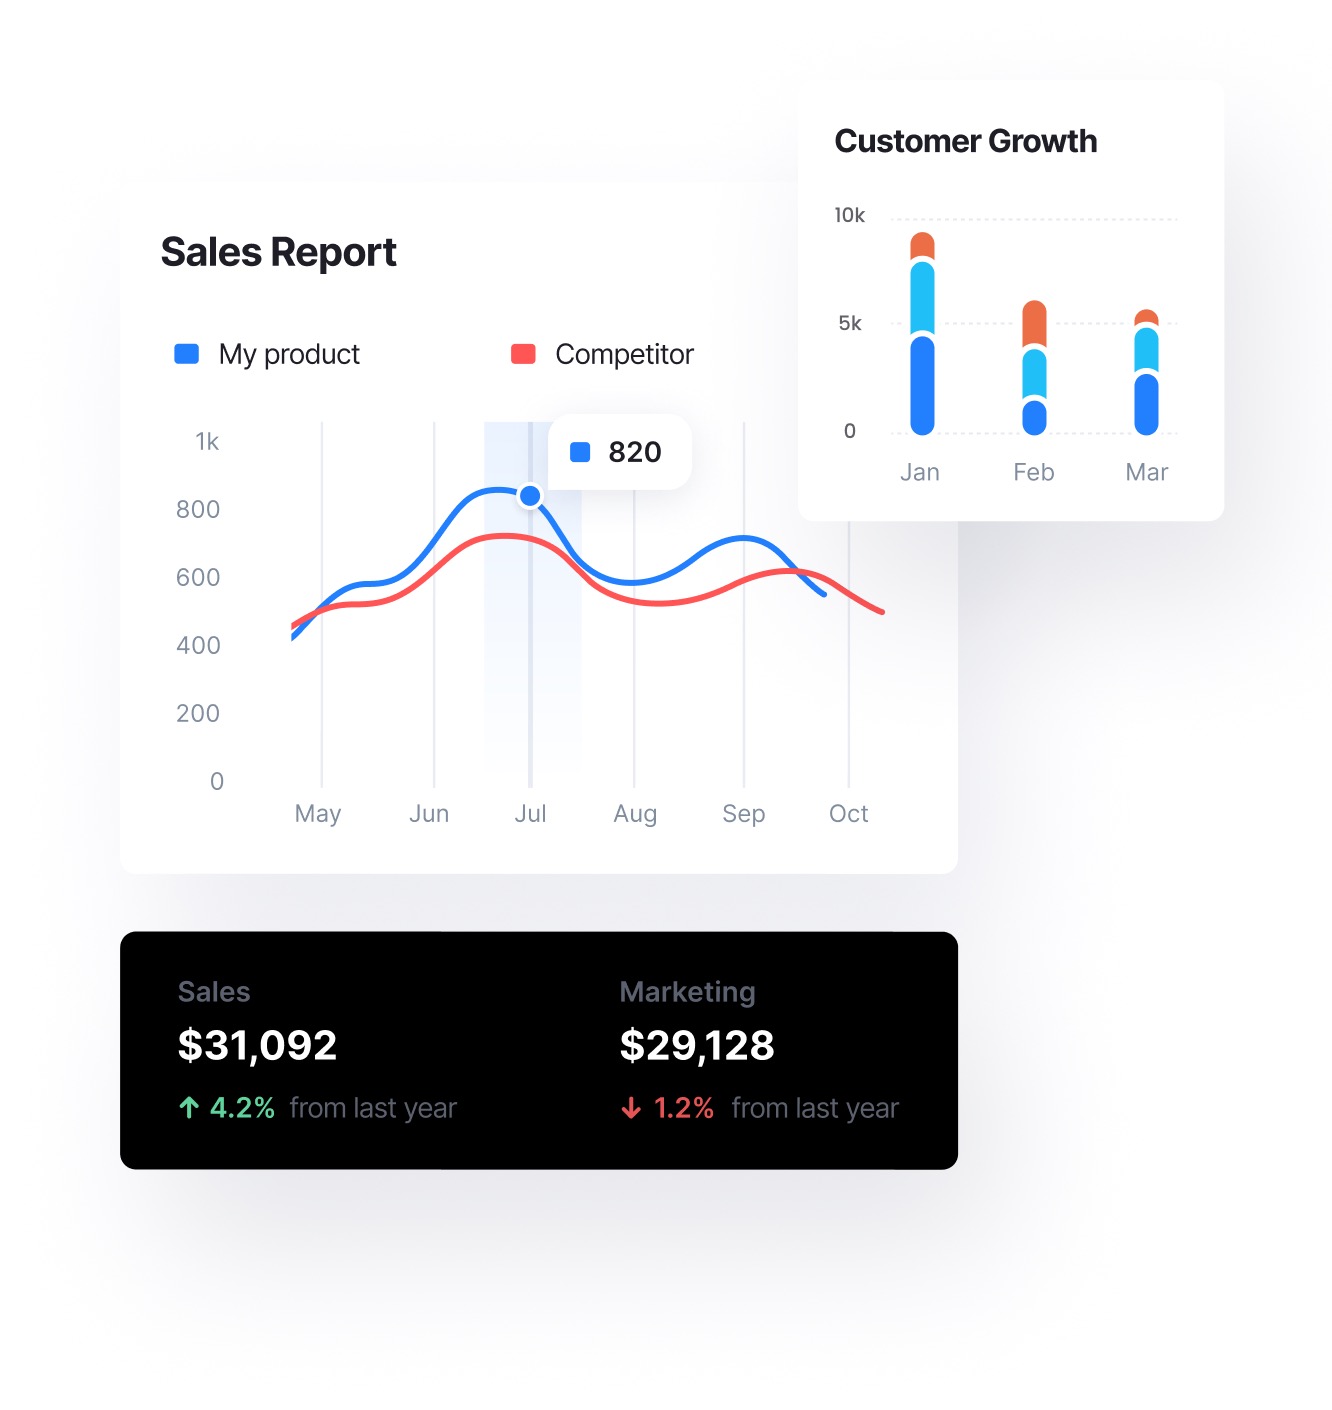 Customer Growth
10k
5k
0
Jan Feb Mar
Sales Report
My product Competitor
820
1k
800
600
400
200
0
May Jun Jul Aug Sep Oct
Sales Marketing
$31,092 $29,128
↑ 4.2% from last year ↓ 1.2% from last year